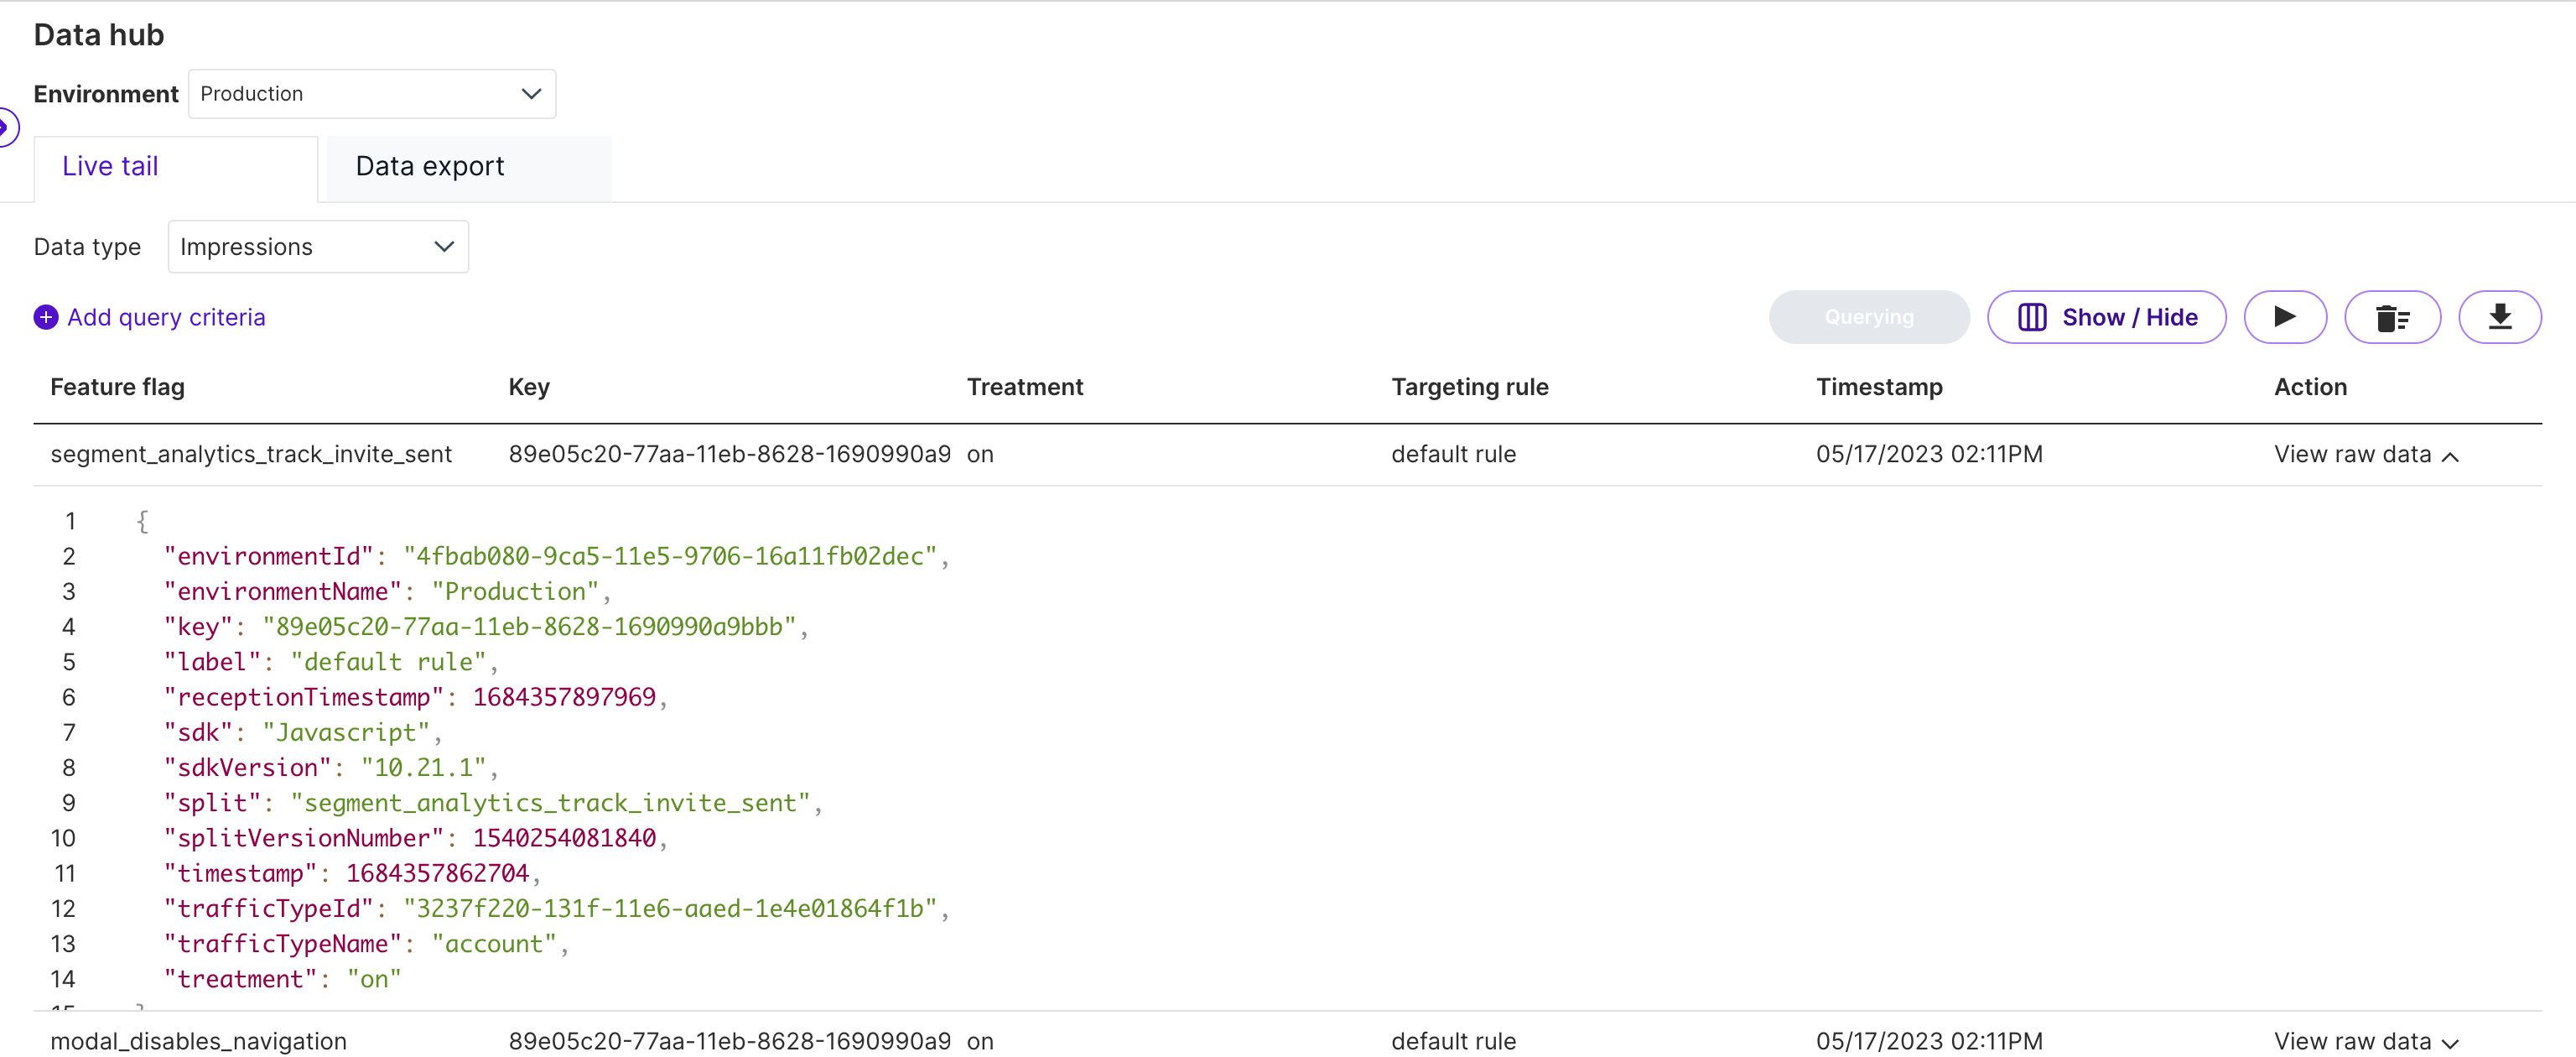 Data hub
Environment Production
Live tail Data export
Data type Impressions
Add query criteria Querying Show / Hide
Feature flag Key Treatment Targeting rule Timestamp Action
segment_analytics_track_invite_sent 89e05c20-77aa-11eb-8628-1690990a9 on default rule 05/17/2023 02:11PM View raw data
1 {
2 "environmentId": "4fbab080-9ca5-11e5-9706-16a11fb02dec",
3 "environmentName": "Production",
4 "key": "89e05c20-77aa-11eb-8628-1690990a9bbb",
5 "label": "default rule",
6 "receptionTimestamp": 1684357897969,
7 "sdk": "Javascript",
8 "sdkVersion": "10.21.1",
9 "split": "segment_analytics_track_invite_sent",
10 "splitVersionNumber": 1540254081840,
11 "timestamp": 1684357862704,
12 "trafficTypeId": "3237f220-131f-11e6-aaed-1e4e01864f1b",
13 "trafficTypeName": "account",
14 "treatment": "on"
modal_disables_navigation 89e05c20-77aa-11eb-8628-1690990a9 on default rule 05/17/2023 02:11PM View raw data